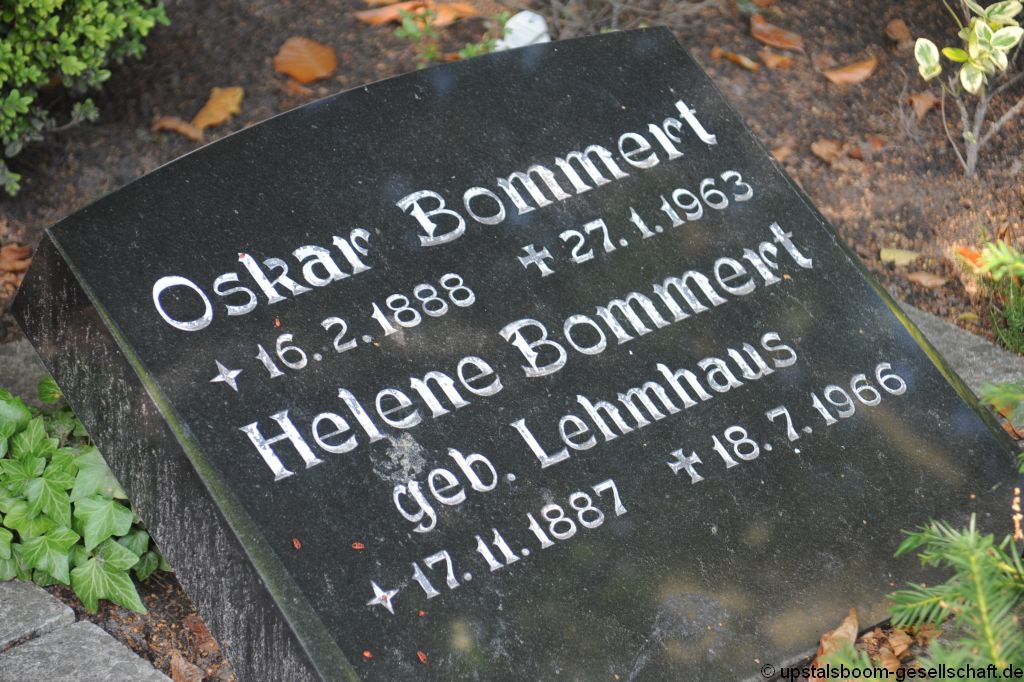 Oskar Bommert
16.2.1888 27.1.1963
Helene Bommert
geb. Lehmhaus
17.11.1887 18.7.1966
© upstalsboom-gesellschaft.de